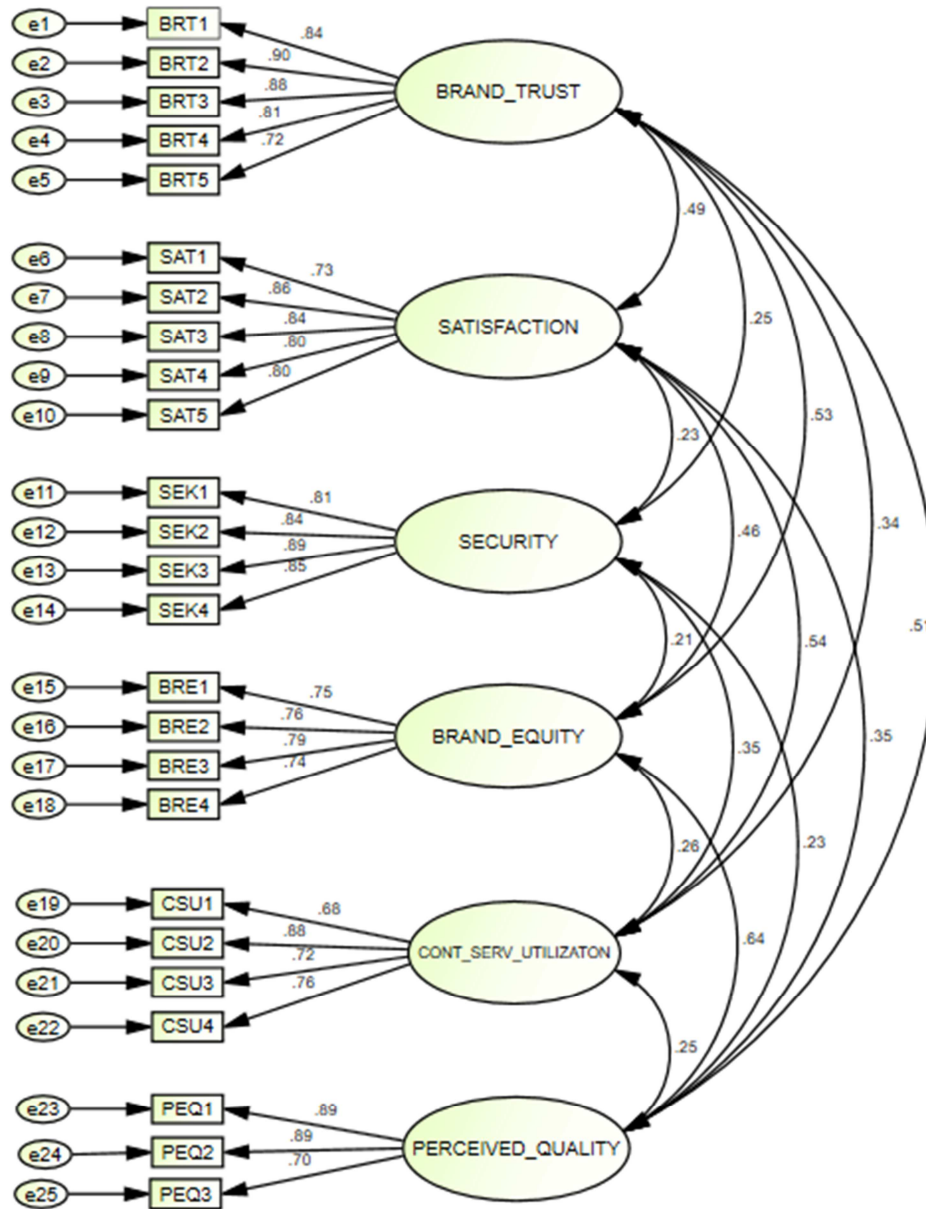 e1 BRT1 .84
e2 BRT2 .90
e3 BRT3 .88
e4 BRT4 .81
e5 BRT5 .72
BRAND_TRUST
.49
e6 SAT1 .73
e7 SAT2 .86
e8 SAT3 .84
e9 SAT4 .80
e10 SAT5 .80
SATISFACTION
.25
.53
.23
e11 SEK1 .81
e12 SEK2 .84
e13 SEK3 .89
e14 SEK4 .85
SECURITY
.46
.34
.21
.54
.51
e15 BRE1 .75
e16 BRE2 .76
e17 BRE3 .79
e18 BRE4 .74
BRAND_EQUITY
.35
.35
.26
.23
e19 CSU1 .68
e20 CSU2 .88
e21 CSU3 .72
e22 CSU4 .76
CONT_SERV_UTILIZATON
.64
.25
e23 PEQ1 .89
e24 PEQ2 .89
e25 PEQ3 .70
PERCEIVED_QUALITY